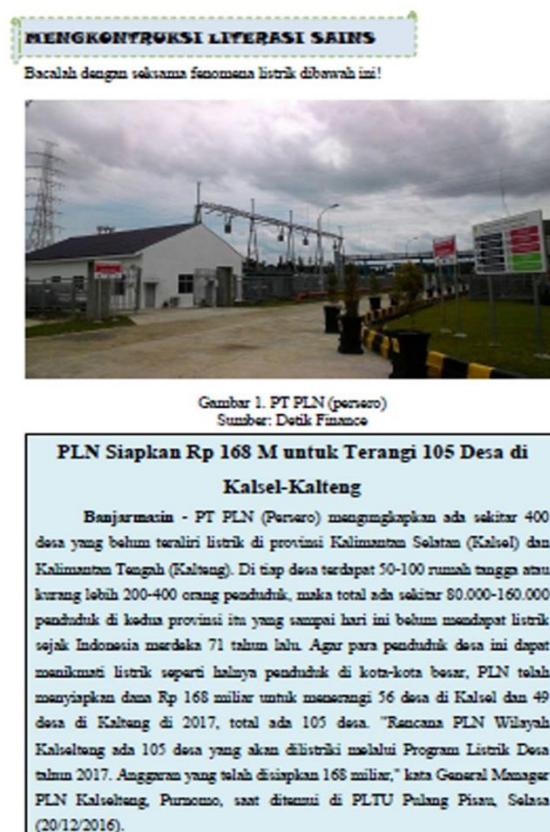 MENGKONTRUKSI LITERASI SAINS
Bacalah dengan seksama fenomena listrik dibawah ini!
Gambar 1. PT PLN (persero)
Sumber: Detik Finance
PLN Siapkan Rp 168 M untuk Terangi 105 Desa di
Kalsel-Kalteng
Banjarmasin - PT PLN (Persero) mengungkapkan ada sekitar 400
desa yang belum teraliri listrik di provinsi Kalimantan Selatan (Kalsel) dan
Kalimantan Tengah (Kalteng). Di tiap desa terdapat 50-100 rumah tangga atau
kurang lebih 200-400 orang penduduk, maka total ada sekitar 80.000-160.000
penduduk di kedua provinsi itu yang sampai hari ini belum mendapat listrik
sejak Indonesia merdeka 71 tahun lalu. Agar para penduduk desa ini dapat
menikmati listrik seperti halnya penduduk di kota-kota besar, PLN telah
menyiapkan dana Rp 168 miliar untuk menerangi 56 desa di Kalsel dan 49
desa di Kalteng di 2017, total ada 105 desa. "Rencana PLN Wilayah
Kalselteng ada 105 desa yang akan dilistriki melalui Program Listrik Desa
tahun 2017. Anggaran yang telah disiapkan 168 miliar," kata General Manager
PLN Kalselteng, Purnomo, saat ditemui di PLTU Pulang Pisau, Selasa
(20/12/2016).